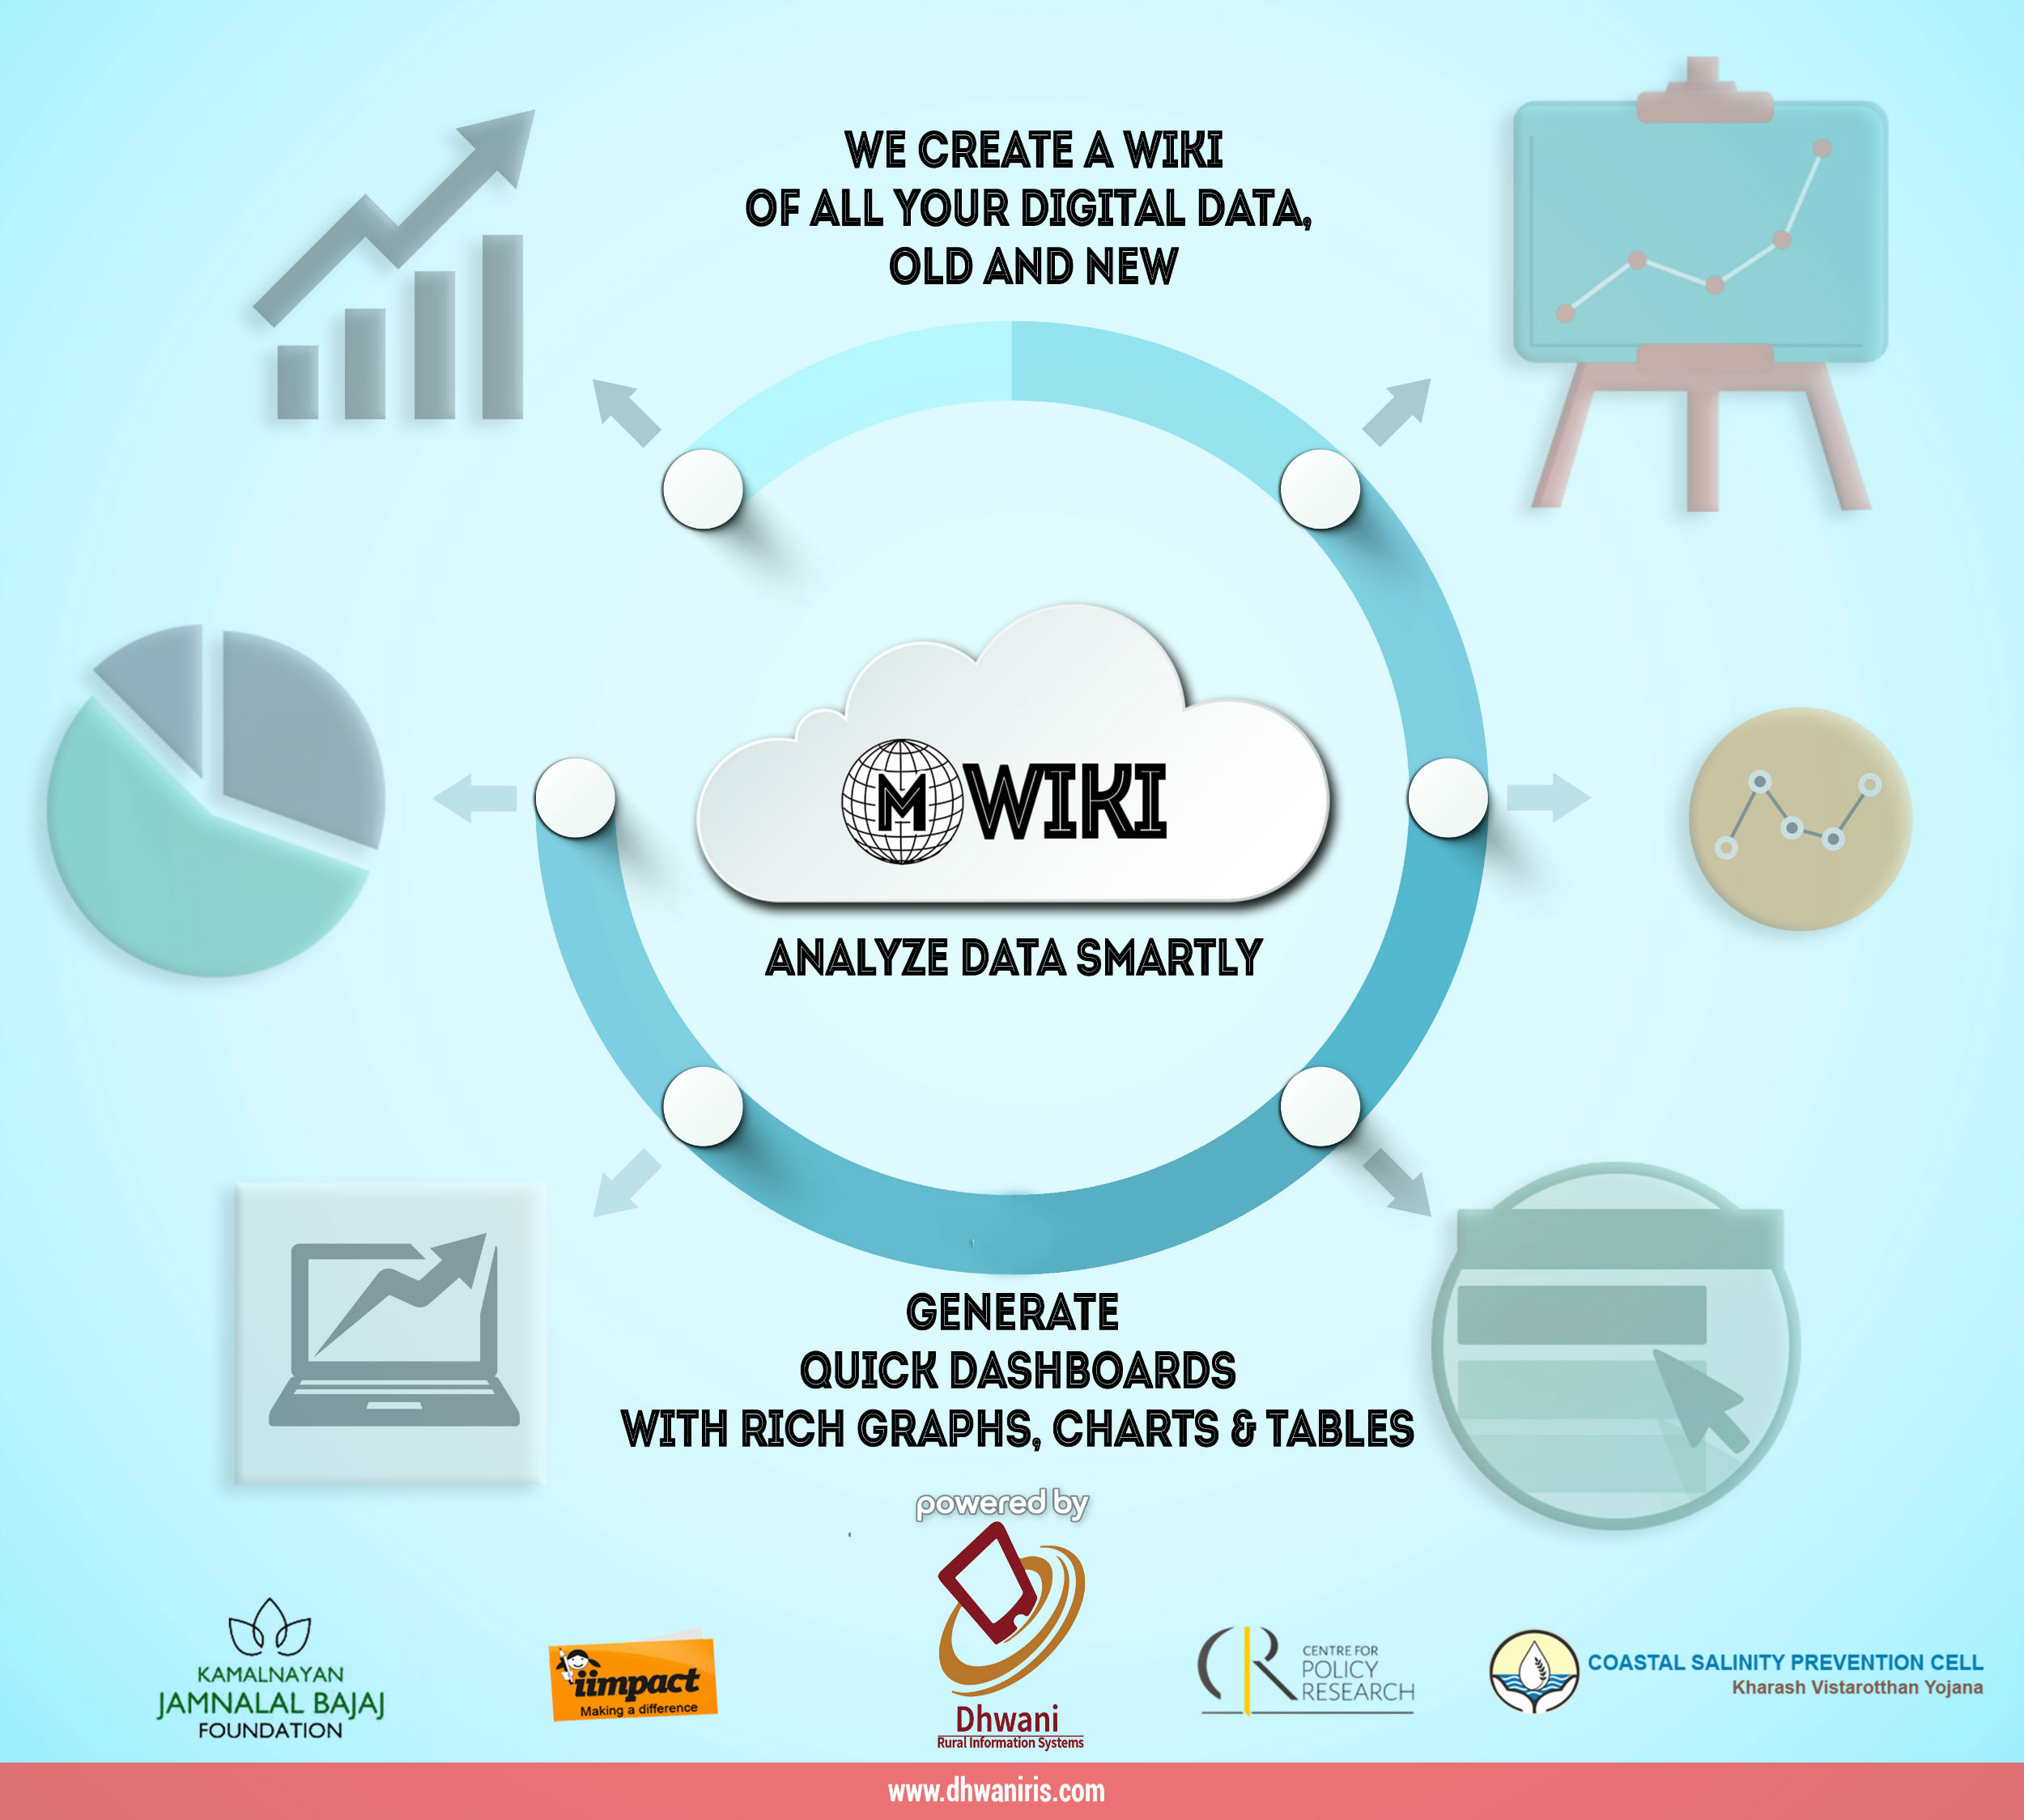 WE CREATE A WIKI
OF ALL YOUR DIGITAL DATA,
OLD AND NEW
M WIKI
ANALYZE DATA SMARTLY
GENERATE
QUICK DASHBOARDS
WITH RICH GRAPHS, CHARTS & TABLES
powered by
Dhwani
Rural Information Systems
KAMALNAYAN
JAMNALAL BAJAJ
FOUNDATION
iimpact
Making a difference
CR
CENTRE FOR
POLICY
RESEARCH
COASTAL SALINITY PREVENTION CELL
Kharash Vistarotthan Yojana
www.dhwaniris.com